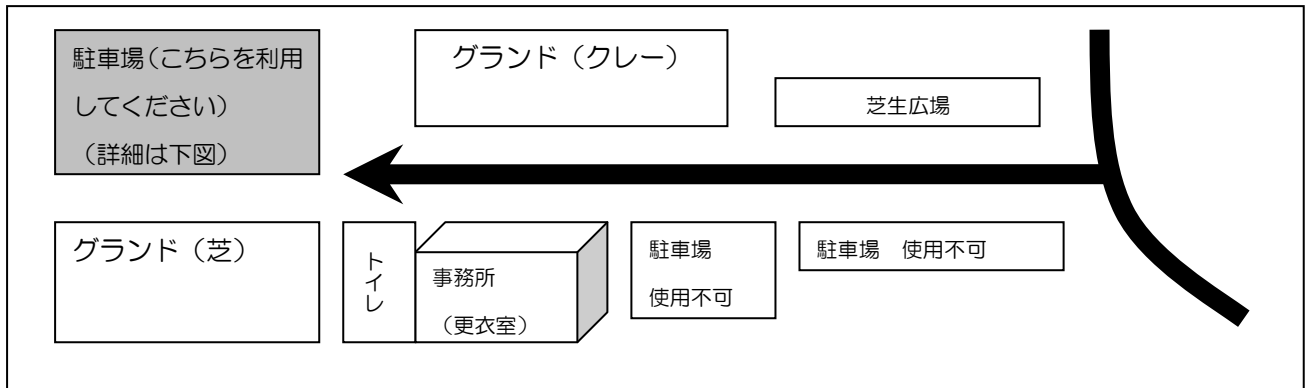 駐車場（こちらを利用
してください）
（詳細は下図）
グランド（クレー）
芝生広場
グランド（芝）
トイレ
事務所
（更衣室）
駐車場
使用不可
駐車場　使用不可